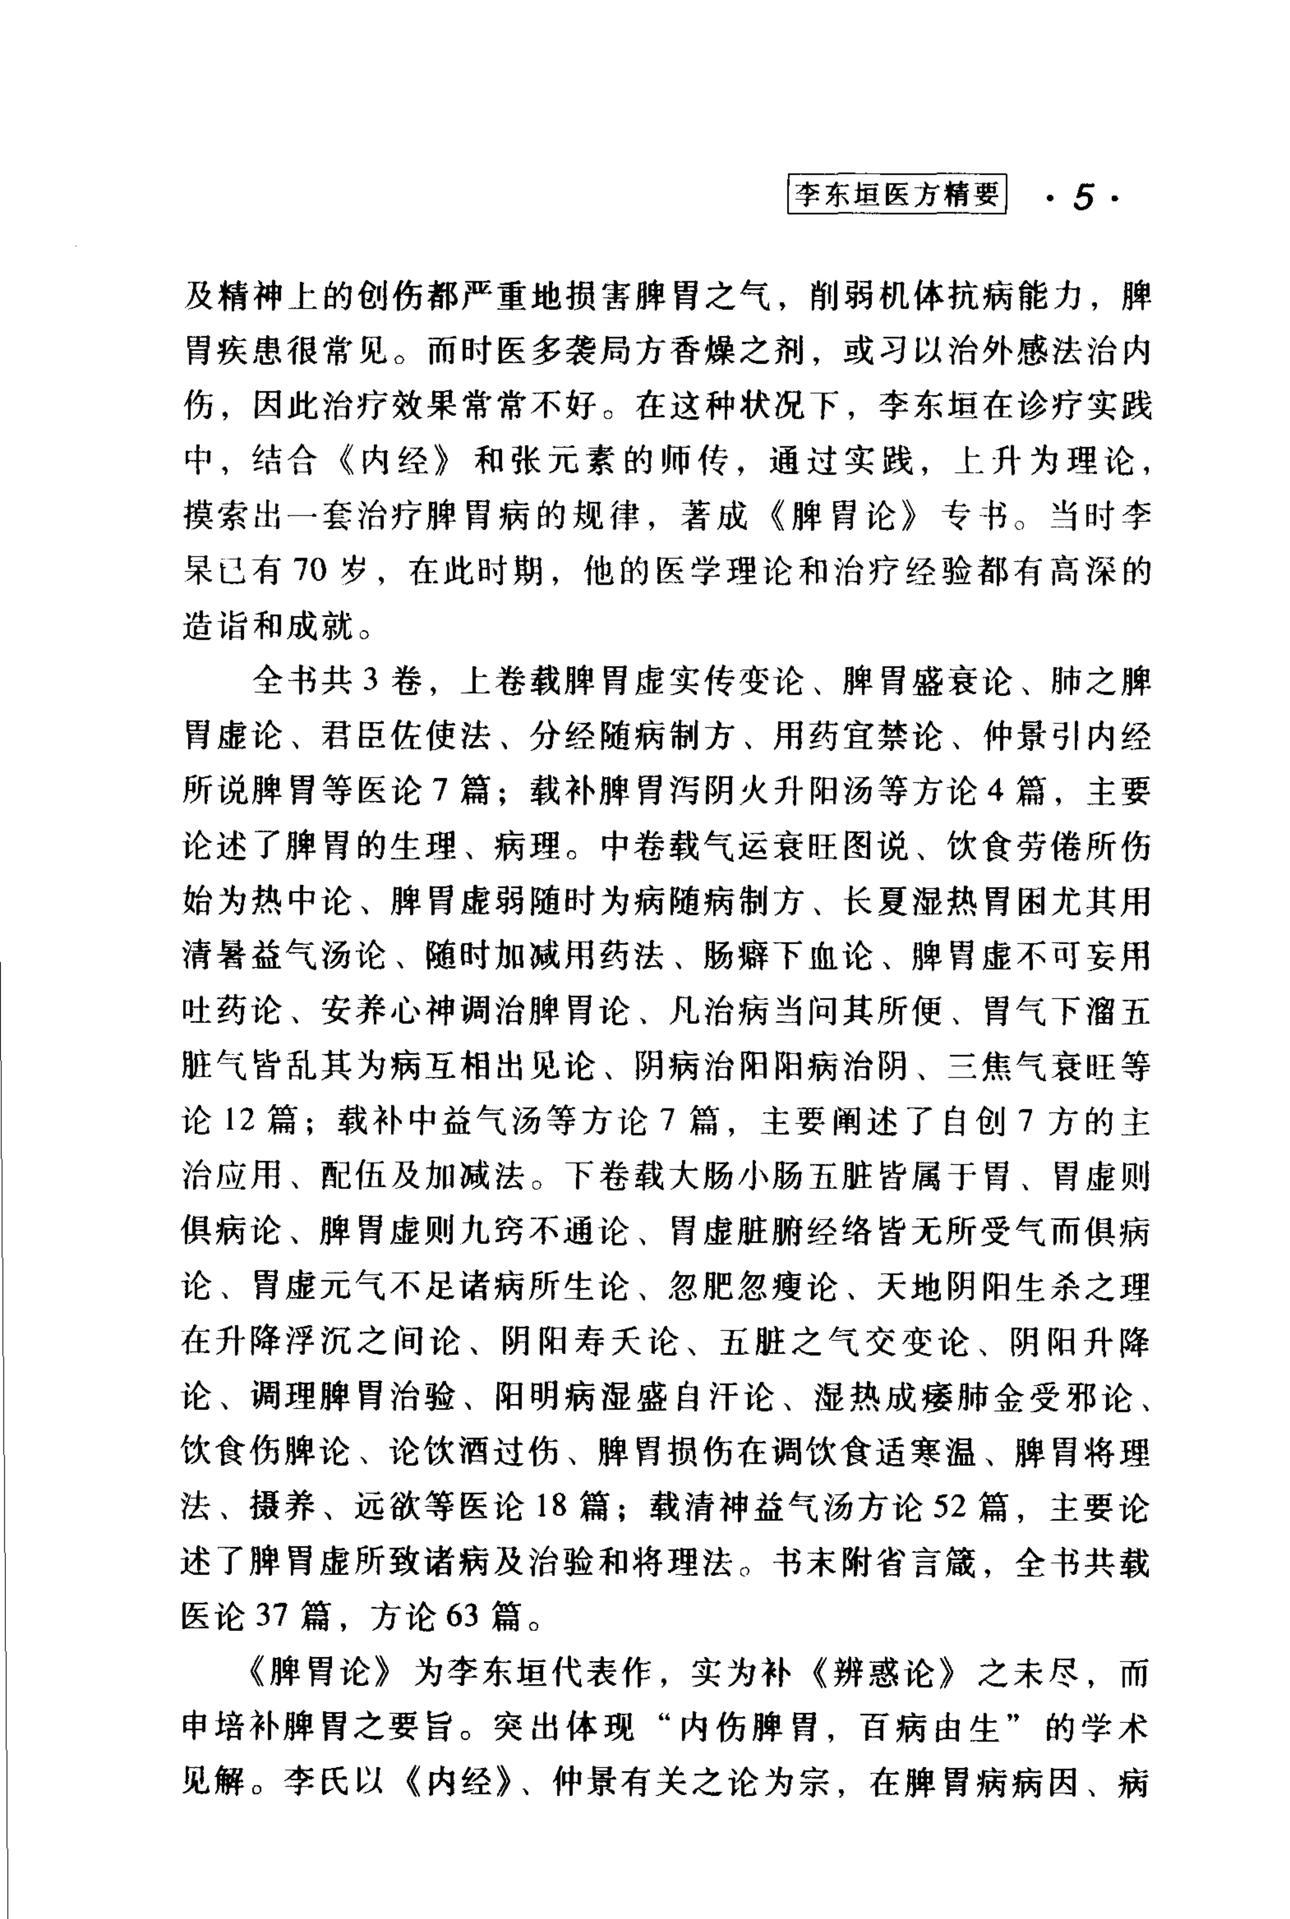 李东垣医方精要 · 5 ·
及精神上的创伤都严重地损害脾胃之气，削弱机体抗病能力，脾
胃疾患很常见。而时医多袭局方香燥之剂，或习以治外感法治内
伤，因此治疗效果常常不好。在这种状况下，李东垣在诊疗实践
中，结合《内经》和张元素的师传，通过实践，上升为理论，
摸索出一套治疗脾胃病的规律，著成《脾胃论》专书。当时李
杲已有 70 岁，在此时期，他的医学理论和治疗经验都有高深的
造诣和成就。
全书共 3 卷，上卷载脾胃虚实传变论、脾胃盛衰论、肺之脾
胃虚论、君臣佐使法、分经随病制方、用药宜禁论、仲景引内经
所说脾胃等医论 7 篇；载补脾胃泻阴火升阳汤等方论 4 篇，主要
论述了脾胃的生理、病理。中卷载气运衰旺图说、饮食劳倦所伤
始为热中论、脾胃虚弱随时为病随病制方、长夏湿热胃困尤其用
清暑益气汤论、随时加减用药法、肠癖下血论、脾胃虚不可妄用
吐药论、安养心神调治脾胃论、凡治病当问其所便、胃气下溜五
脏气皆乱其为病互相出见论、阴病治阳阳病治阴、三焦气衰旺等
论 12 篇；载补中益气汤等方论 7 篇，主要阐述了自创 7 方的主
治应用、配伍及加减法。下卷载大肠小肠五脏皆属于胃、胃虚则
俱病论、脾胃虚则九窍不通论、胃虚脏腑经络皆无所受气而俱病
论、胃虚元气不足诸病所生论、忽肥忽瘦论、天地阴阳生杀之理
在升降浮沉之间论、阴阳寿夭论、五脏之气交变论、阴阳升降
论、调理脾胃治验、阳明病湿盛自汗论、湿热成痿肺金受邪论、
饮食伤脾论、论饮酒过伤、脾胃损伤在调饮食适寒温、脾胃将理
法、摄养、远欲等医论 18 篇；载清神益气汤方论 52 篇，主要论
述了脾胃虚所致诸病及治验和将理法。书末附省言箴，全书共载
医论 37 篇，方论 63 篇。
《脾胃论》为李东垣代表作，实为补《辨惑论》之未尽，而
申培补脾胃之要旨。突出体现“内伤脾胃，百病由生”的学术
见解。李氏以《内经》、仲景有关之论为宗，在脾胃病病因、病